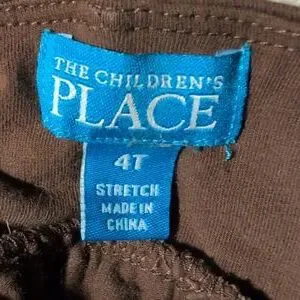 THE CHILDREN'S
PLACE
4T
STRETCH
MADE IN
CHINA